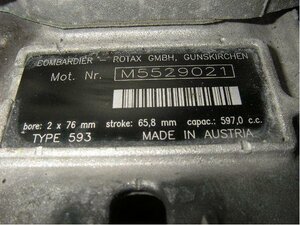 BOMBARDIER - ROTAX GMBH, GUNSKIRCHEN
Mot. Nr. M5529021
bore: 2 x 76 mm stroke: 65,8 mm capac.: 597,0 c.c.
TYPE 593 MADE IN AUSTRIA